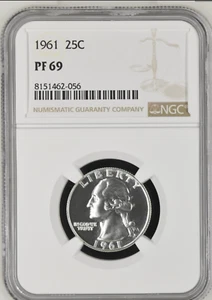 1961 25C
PF 69
8151462-056
NUMISMATIC GUARANTY COMPANY
NGC
LIBERTY
IN GOD WE
TRUST
1961